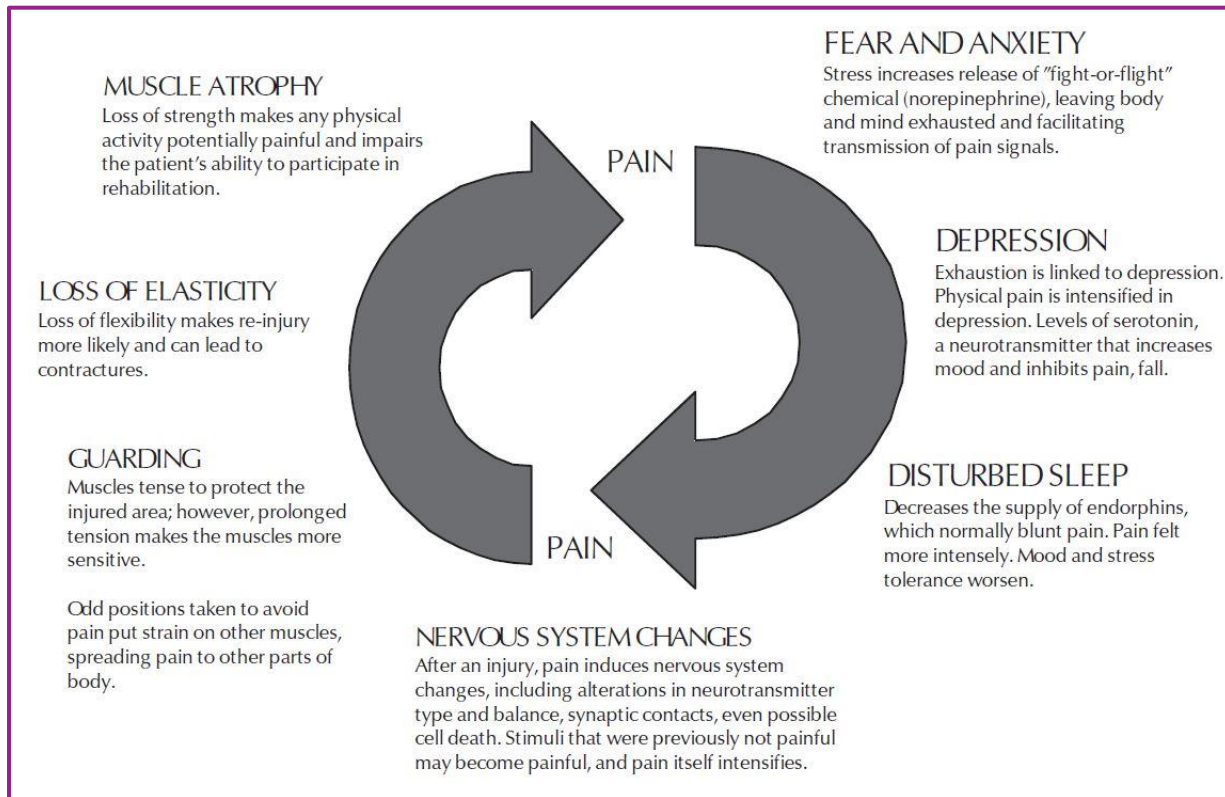 FEAR AND ANXIETY
Stress increases release of "fight-or-flight"
chemical (norepinephrine), leaving body
and mind exhausted and facilitating
transmission of pain signals.
DEPRESSION
Exhaustion is linked to depression.
Physical pain is intensified in
depression. Levels of serotonin,
a neurotransmitter that increases
mood and inhibits pain, fall.
DISTURBED SLEEP
Decreases the supply of endorphins,
which normally blunt pain. Pain felt
more intensely. Mood and stress
tolerance worsen.
NERVOUS SYSTEM CHANGES
After an injury, pain induces nervous system
changes, including alterations in neurotransmitter
type and balance, synaptic contacts, even possible
cell death. Stimuli that were previously not painful
may become painful, and pain itself intensifies.
GUARDING
Muscles tense to protect the
injured area; however, prolonged
tension makes the muscles more
sensitive.
Odd positions taken to avoid
pain put strain on other muscles,
spreading pain to other parts of
body.
LOSS OF ELASTICITY
Loss of flexibility makes re-injury
more likely and can lead to
contractures.
MUSCLE ATROPHY
Loss of strength makes any physical
activity potentially painful and impairs
the patient's ability to participate in
rehabilitation.
PAIN
PAIN